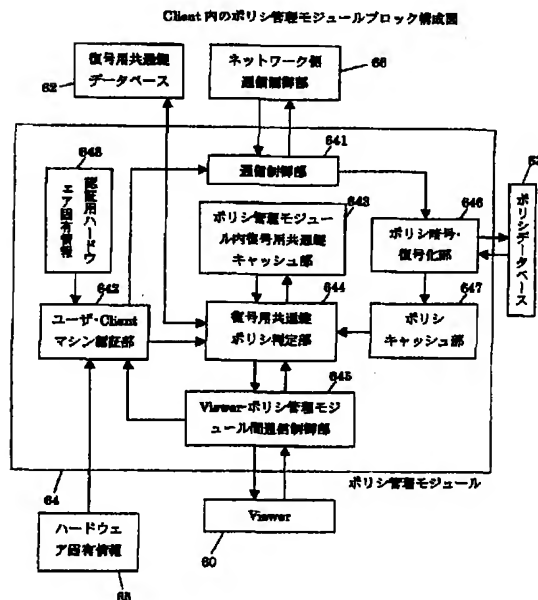 Client 内のポリシ管理モジュールブロック構成図
復号用共通鍵
データベース
62
ネットワーク側
通信制御部
66
641
通信制御部
648
認証用ハードウ
ェア固有情報
643
ポリシ管理モジュー
ル内復号用共通鍵
キャッシュ部
646
ポリシ暗号・
復号化部
ポリシデータベース
642
ユーザ・Client
マシン認証部
644
復号用共通鍵
ポリシ判定部
647
ポリシ
キャッシュ部
645
Viewer-ポリシ管理モジ
ュール間通信制御部
64
ポリシ管理モジュール
ハードウェ
ア固有情報
65
Viewer
60